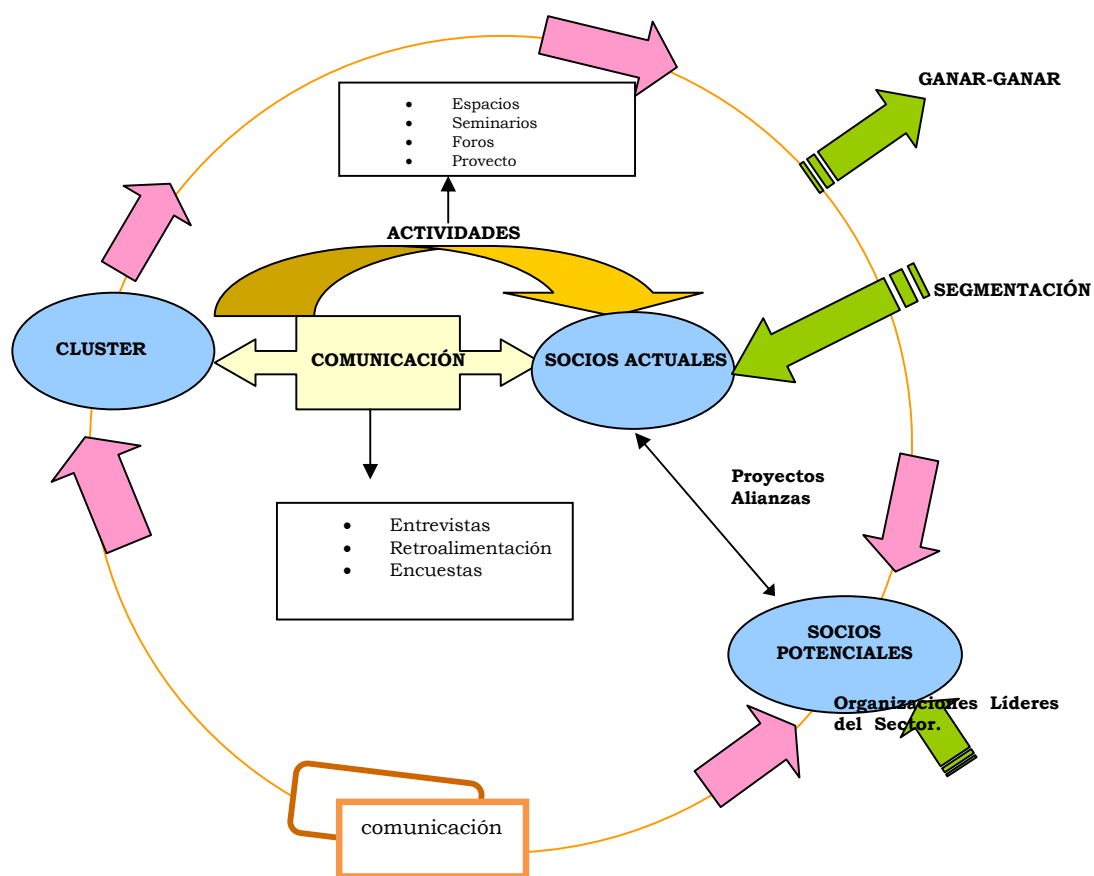 GANAR-GANAR
• Espacios
• Seminarios
• Foros
• Proyecto
ACTIVIDADES
SEGMENTACIÓN
CLUSTER
COMUNICACIÓN
SOCIOS ACTUALES
Proyectos
Alianzas
• Entrevistas
• Retroalimentación
• Encuestas
SOCIOS
POTENCIALES
Organizaciones Líderes
del Sector.
comunicación